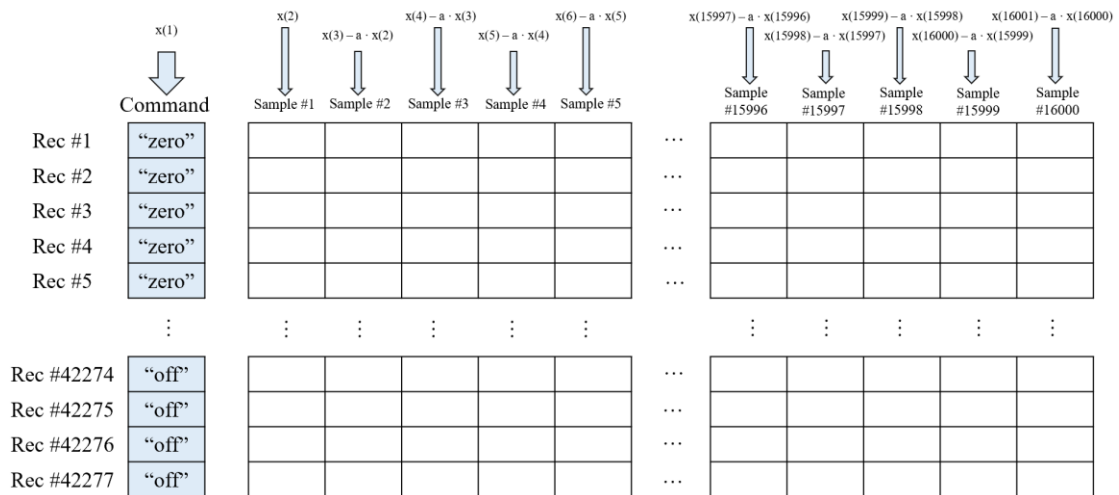 x(1) x(2) x(4) – a · x(3) x(6) – a · x(5) x(15997) – a · x(15996) x(15999) – a · x(15998) x(16001) – a · x(16000)
x(3) – a · x(2) x(5) – a · x(4) x(15998) – a · x(15997) x(16000) – a · x(15999)
Command Sample #1 Sample #2 Sample #3 Sample #4 Sample #5 Sample #15996 Sample #15997 Sample #15998 Sample #15999 Sample #16000
Rec #1 “zero” ...
Rec #2 “zero” ...
Rec #3 “zero” ...
Rec #4 “zero” ...
Rec #5 “zero” ...
⋮ ⋮ ⋮ ⋮ ⋮ ⋮ ⋮ ⋮ ⋮ ⋮ ⋮ ⋮
Rec #42274 “off” ...
Rec #42275 “off” ...
Rec #42276 “off” ...
Rec #42277 “off” ...